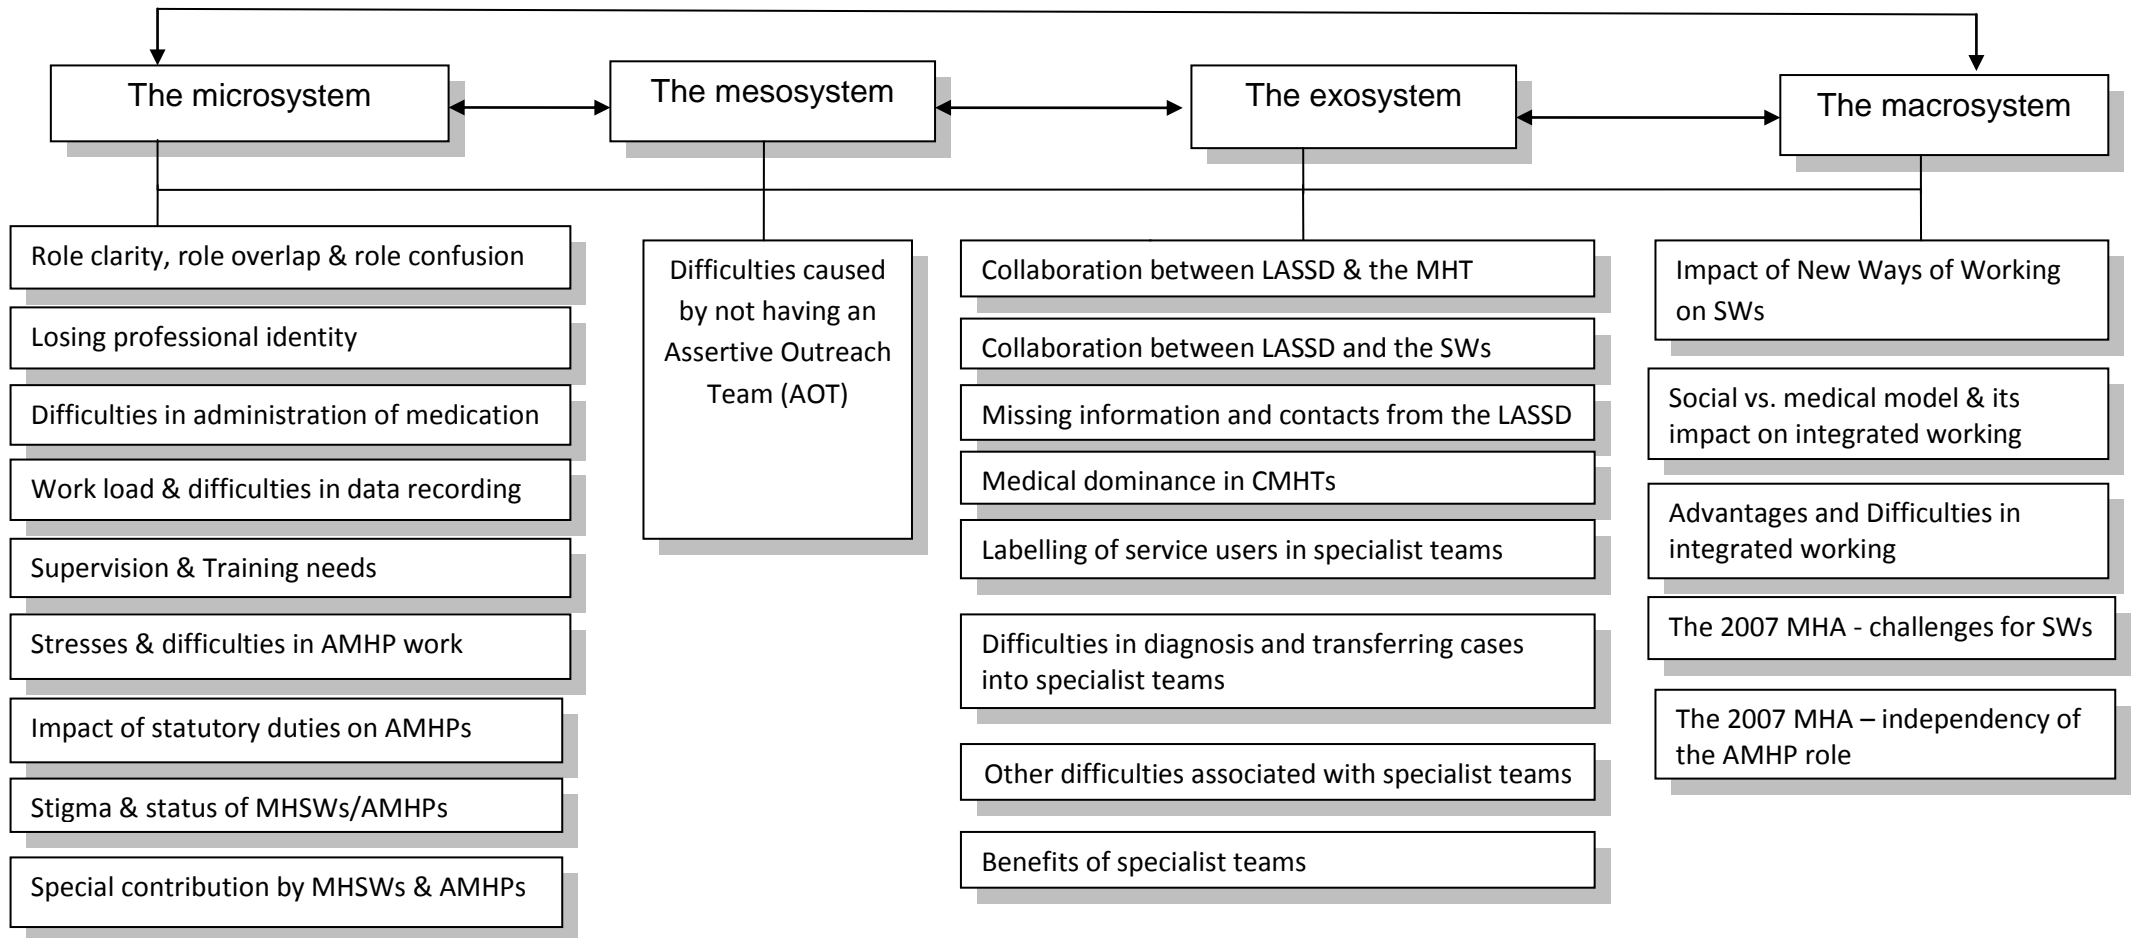 The microsystem
The mesosystem
The exosystem
The macrosystem
Role clarity, role overlap & role confusion
Losing professional identity
Difficulties in administration of medication
Work load & difficulties in data recording
Supervision & Training needs
Stresses & difficulties in AMHP work
Impact of statutory duties on AMHPs
Stigma & status of MHSWs/AMHPs
Special contribution by MHSWs & AMHPs
Difficulties caused
by not having an
Assertive Outreach
Team (AOT)
Collaboration between LASSD & the MHT
Collaboration between LASSD and the SWs
Missing information and contacts from the LASSD
Medical dominance in CMHTs
Labelling of service users in specialist teams
Difficulties in diagnosis and transferring cases
into specialist teams
Other difficulties associated with specialist teams
Benefits of specialist teams
Impact of New Ways of Working
on SWs
Social vs. medical model & its
impact on integrated working
Advantages and Difficulties in
integrated working
The 2007 MHA - challenges for SWs
The 2007 MHA – independency of
the AMHP role